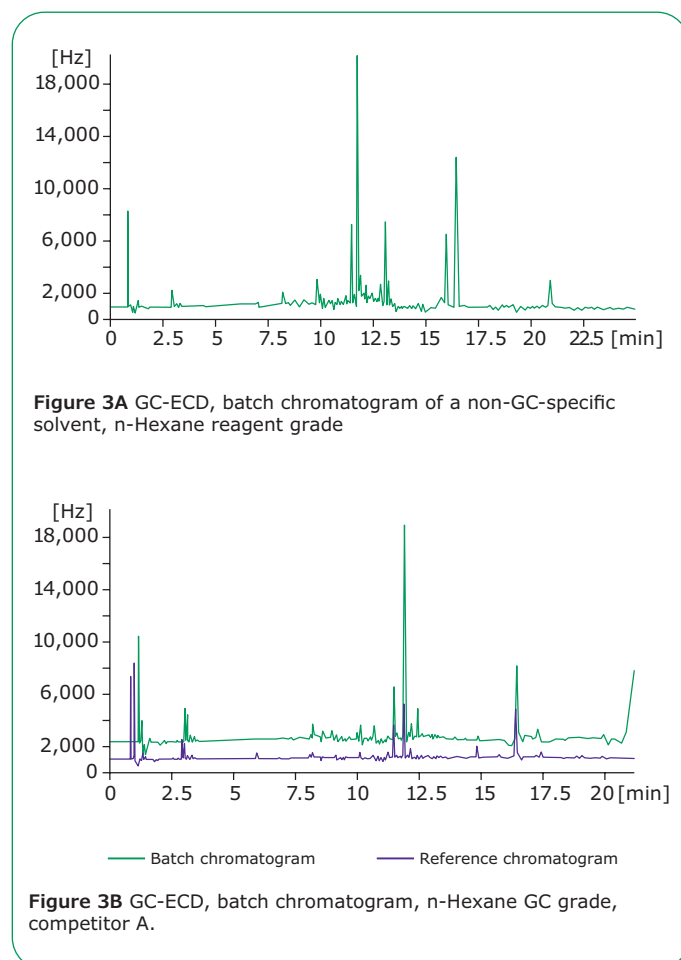 [Hz]
18,000
14,000
10,000
6,000
2,000
0
0 2.5 5 7.5 10 12.5 15 17.5 20 22.5 [min]
Figure 3A GC-ECD, batch chromatogram of a non-GC-specific
solvent, n-Hexane reagent grade
[Hz]
18,000
14,000
10,000
6,000
2,000
0
0 2.5 5 7.5 10 12.5 15 17.5 20 [min]
Batch chromatogram Reference chromatogram
Figure 3B GC-ECD, batch chromatogram, n-Hexane GC grade,
competitor A.